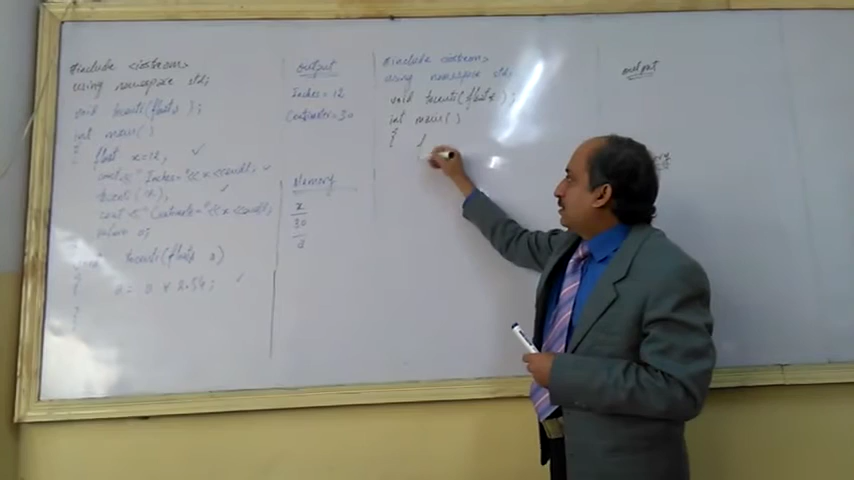 #include <iostream>
using namespace std;
void tocenti(float& );
int main()
{
float x=12;
cout << "Inches="<<x<<endl;
tocenti(x);
cout << "Centimeter="<<x<<endl;
return 0;
void tocenti(float& a)
{
a = a * 2.54;
}
output
Inches = 12
Centimeter = 30
Memory
x
30
a
#include <iostream>
using namespace std;
void tocenti(float* );
int main()
{
output